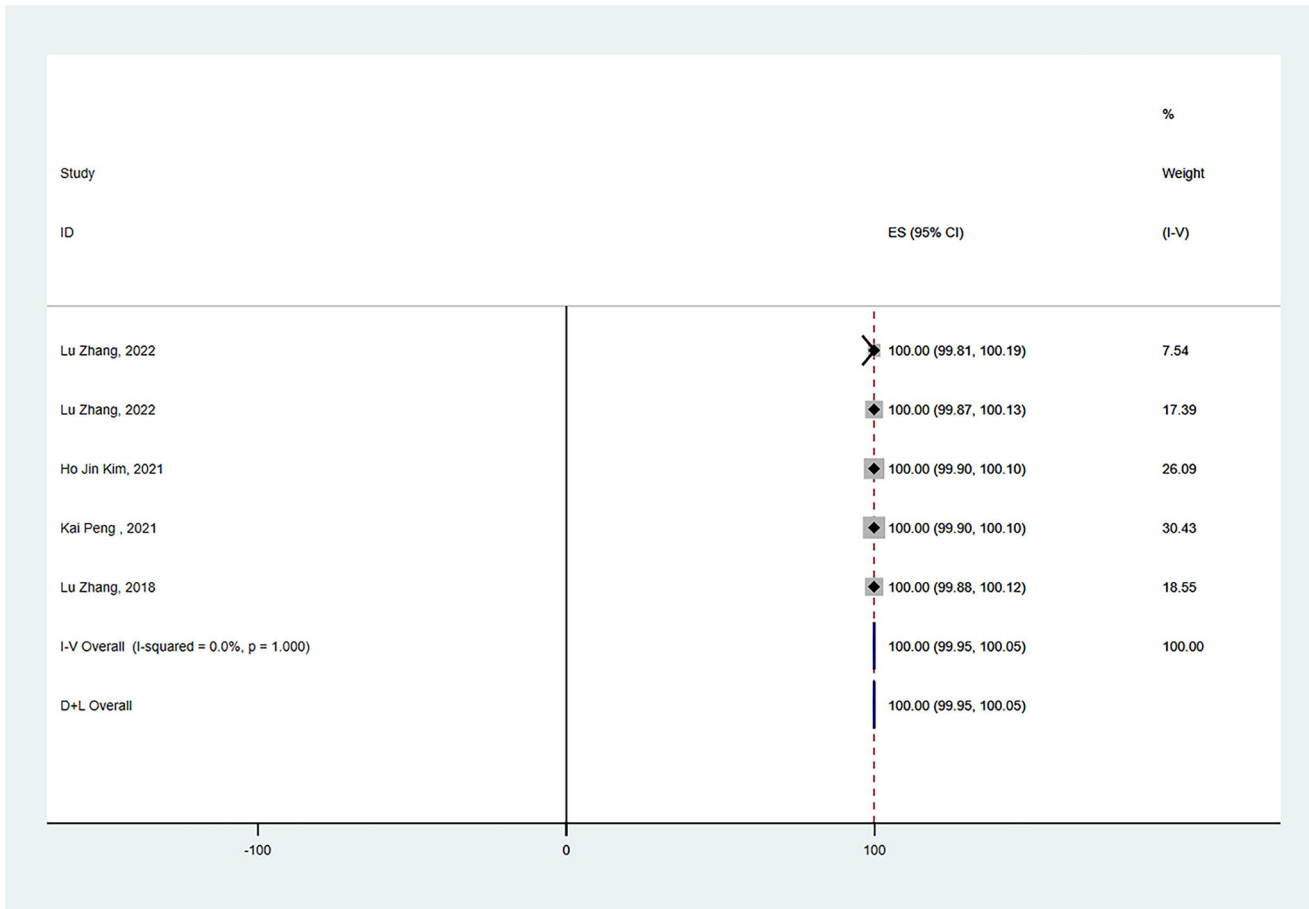 %
Study Weight
ID ES (95% CI) (I-V)
Lu Zhang, 2022 100.00 (99.81, 100.19) 7.54
Lu Zhang, 2022 100.00 (99.87, 100.13) 17.39
Ho Jin Kim, 2021 100.00 (99.90, 100.10) 26.09
Kai Peng , 2021 100.00 (99.90, 100.10) 30.43
Lu Zhang, 2018 100.00 (99.88, 100.12) 18.55
I-V Overall (I-squared = 0.0%, p = 1.000) 100.00 (99.95, 100.05) 100.00
D+L Overall 100.00 (99.95, 100.05)
-100 0 100